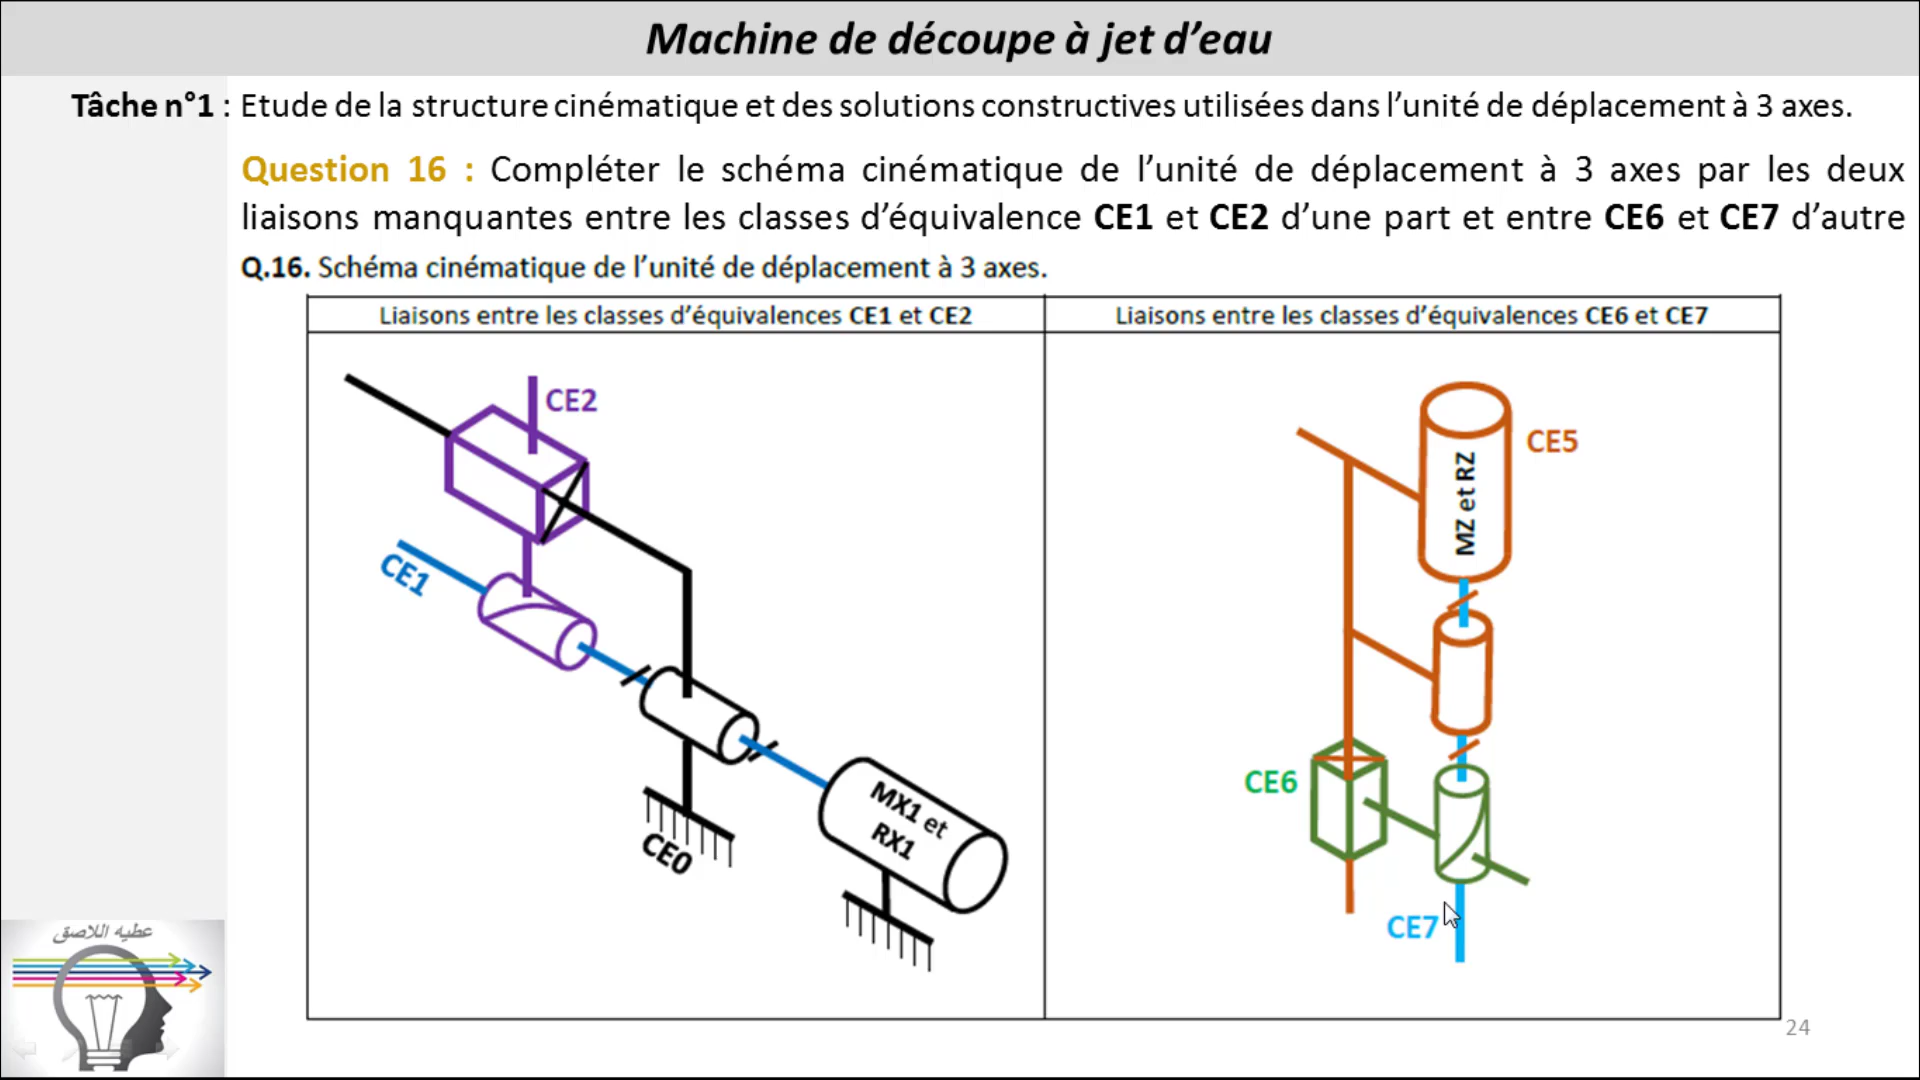 Machine de découpe à jet d’eau
Tâche n°1 : Etude de la structure cinématique et des solutions constructives utilisées dans l’unité de déplacement à 3 axes.
Question 16 : Compléter le schéma cinématique de l’unité de déplacement à 3 axes par les deux
liaisons manquantes entre les classes d’équivalence CE1 et CE2 d’une part et entre CE6 et CE7 d’autre
Q.16. Schéma cinématique de l’unité de déplacement à 3 axes.
Liaisons entre les classes d’équivalences CE1 et CE2
Liaisons entre les classes d’équivalences CE6 et CE7
CE2
CE1
CE0
MX1 et
RX1
CE5
MZ et RZ
CE6
CE7
عطيه اللاصق
24